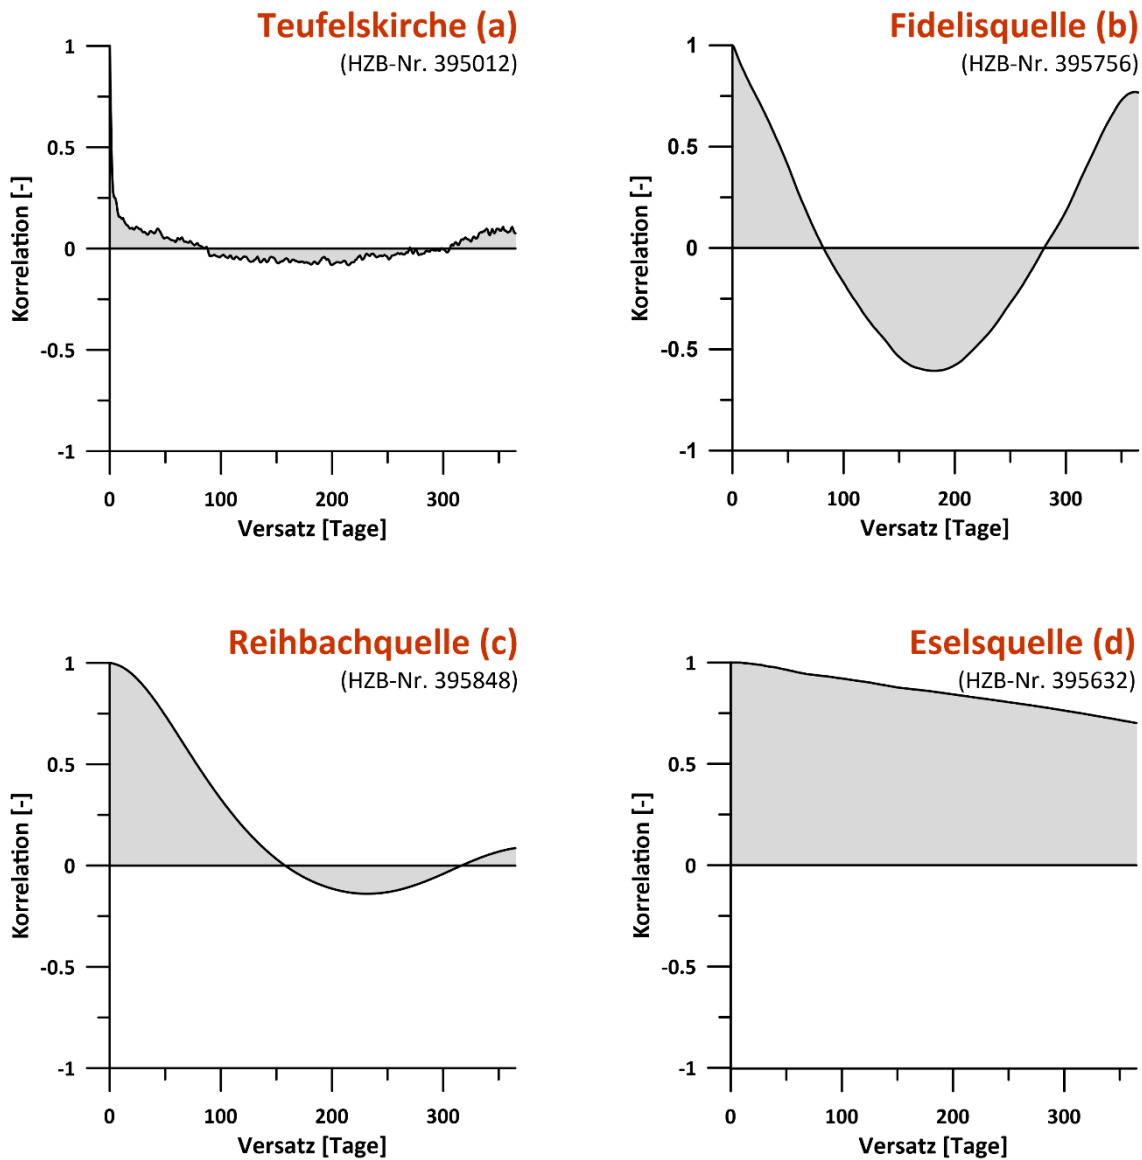 Teufelskirche (a)
(HZB-Nr. 395012)
1
0.5
0
-0.5
-1
Korrelation [-]
0 100 200 300
Versatz [Tage]
Fidelisquelle (b)
(HZB-Nr. 395756)
1
0.5
0
-0.5
-1
Korrelation [-]
0 100 200 300
Versatz [Tage]
Reihbachquelle (c)
(HZB-Nr. 395848)
1
0.5
0
-0.5
-1
Korrelation [-]
0 100 200 300
Versatz [Tage]
Eselsquelle (d)
(HZB-Nr. 395632)
1
0.5
0
-0.5
-1
Korrelation [-]
0 100 200 300
Versatz [Tage]